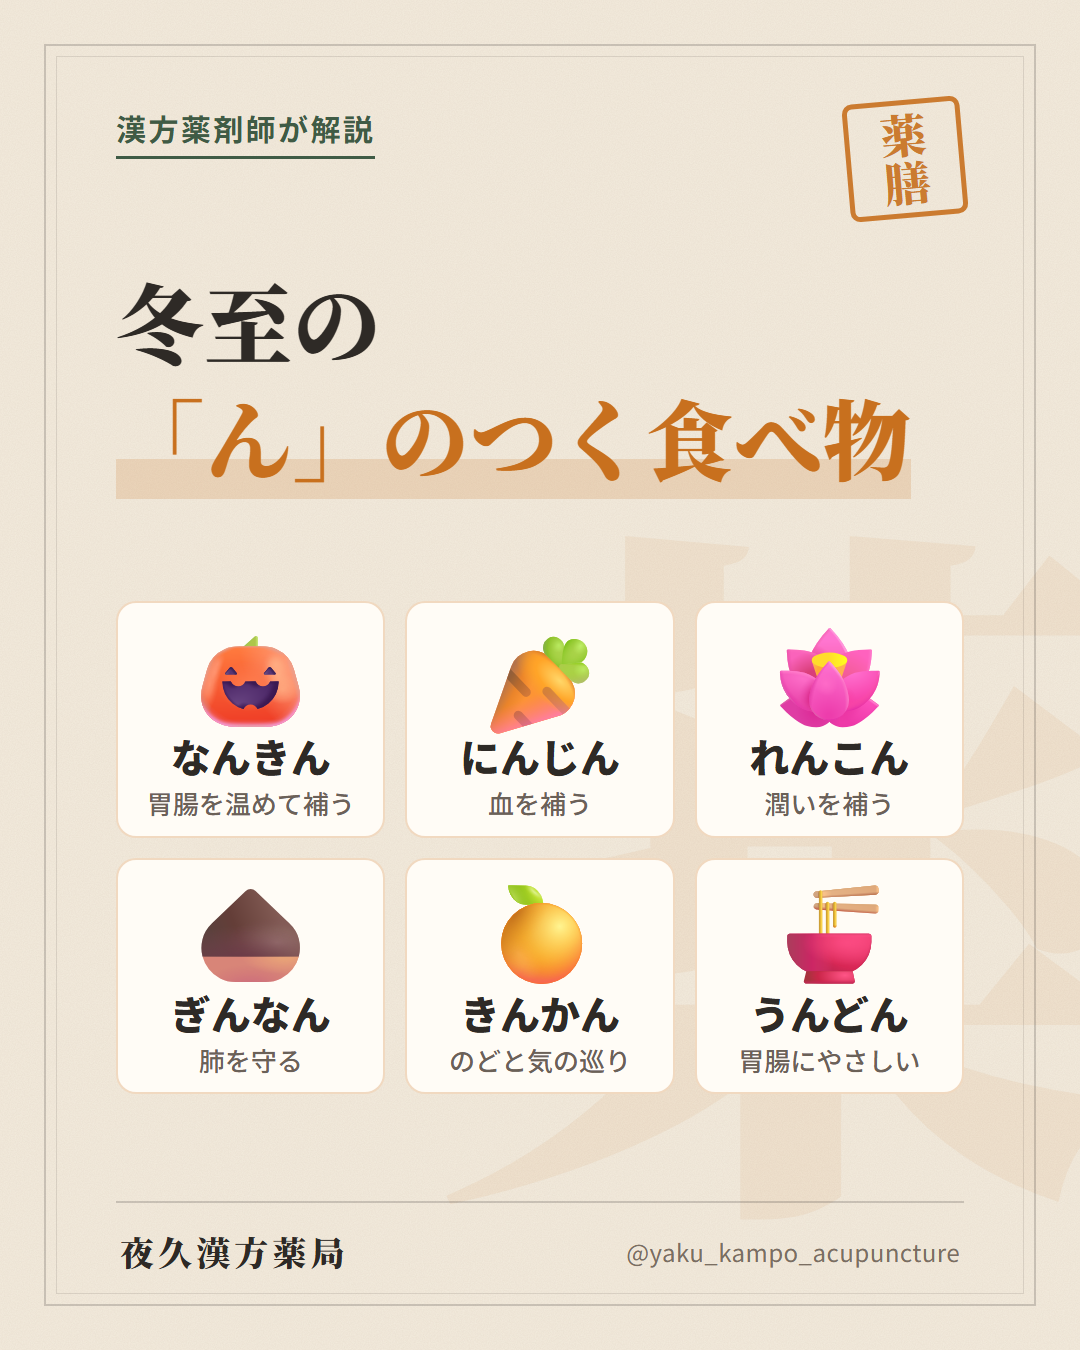 漢方薬剤師が解説
薬
膳
冬至の
「ん」のつく食べ物
なんきん
胃腸を温めて補う
にんじん
血を補う
れんこん
潤いを補う
ぎんなん
肺を守る
きんかん
のどと気の巡り
うんどん
胃腸にやさしい
夜久漢方薬局
@yaku_kampo_acupuncture